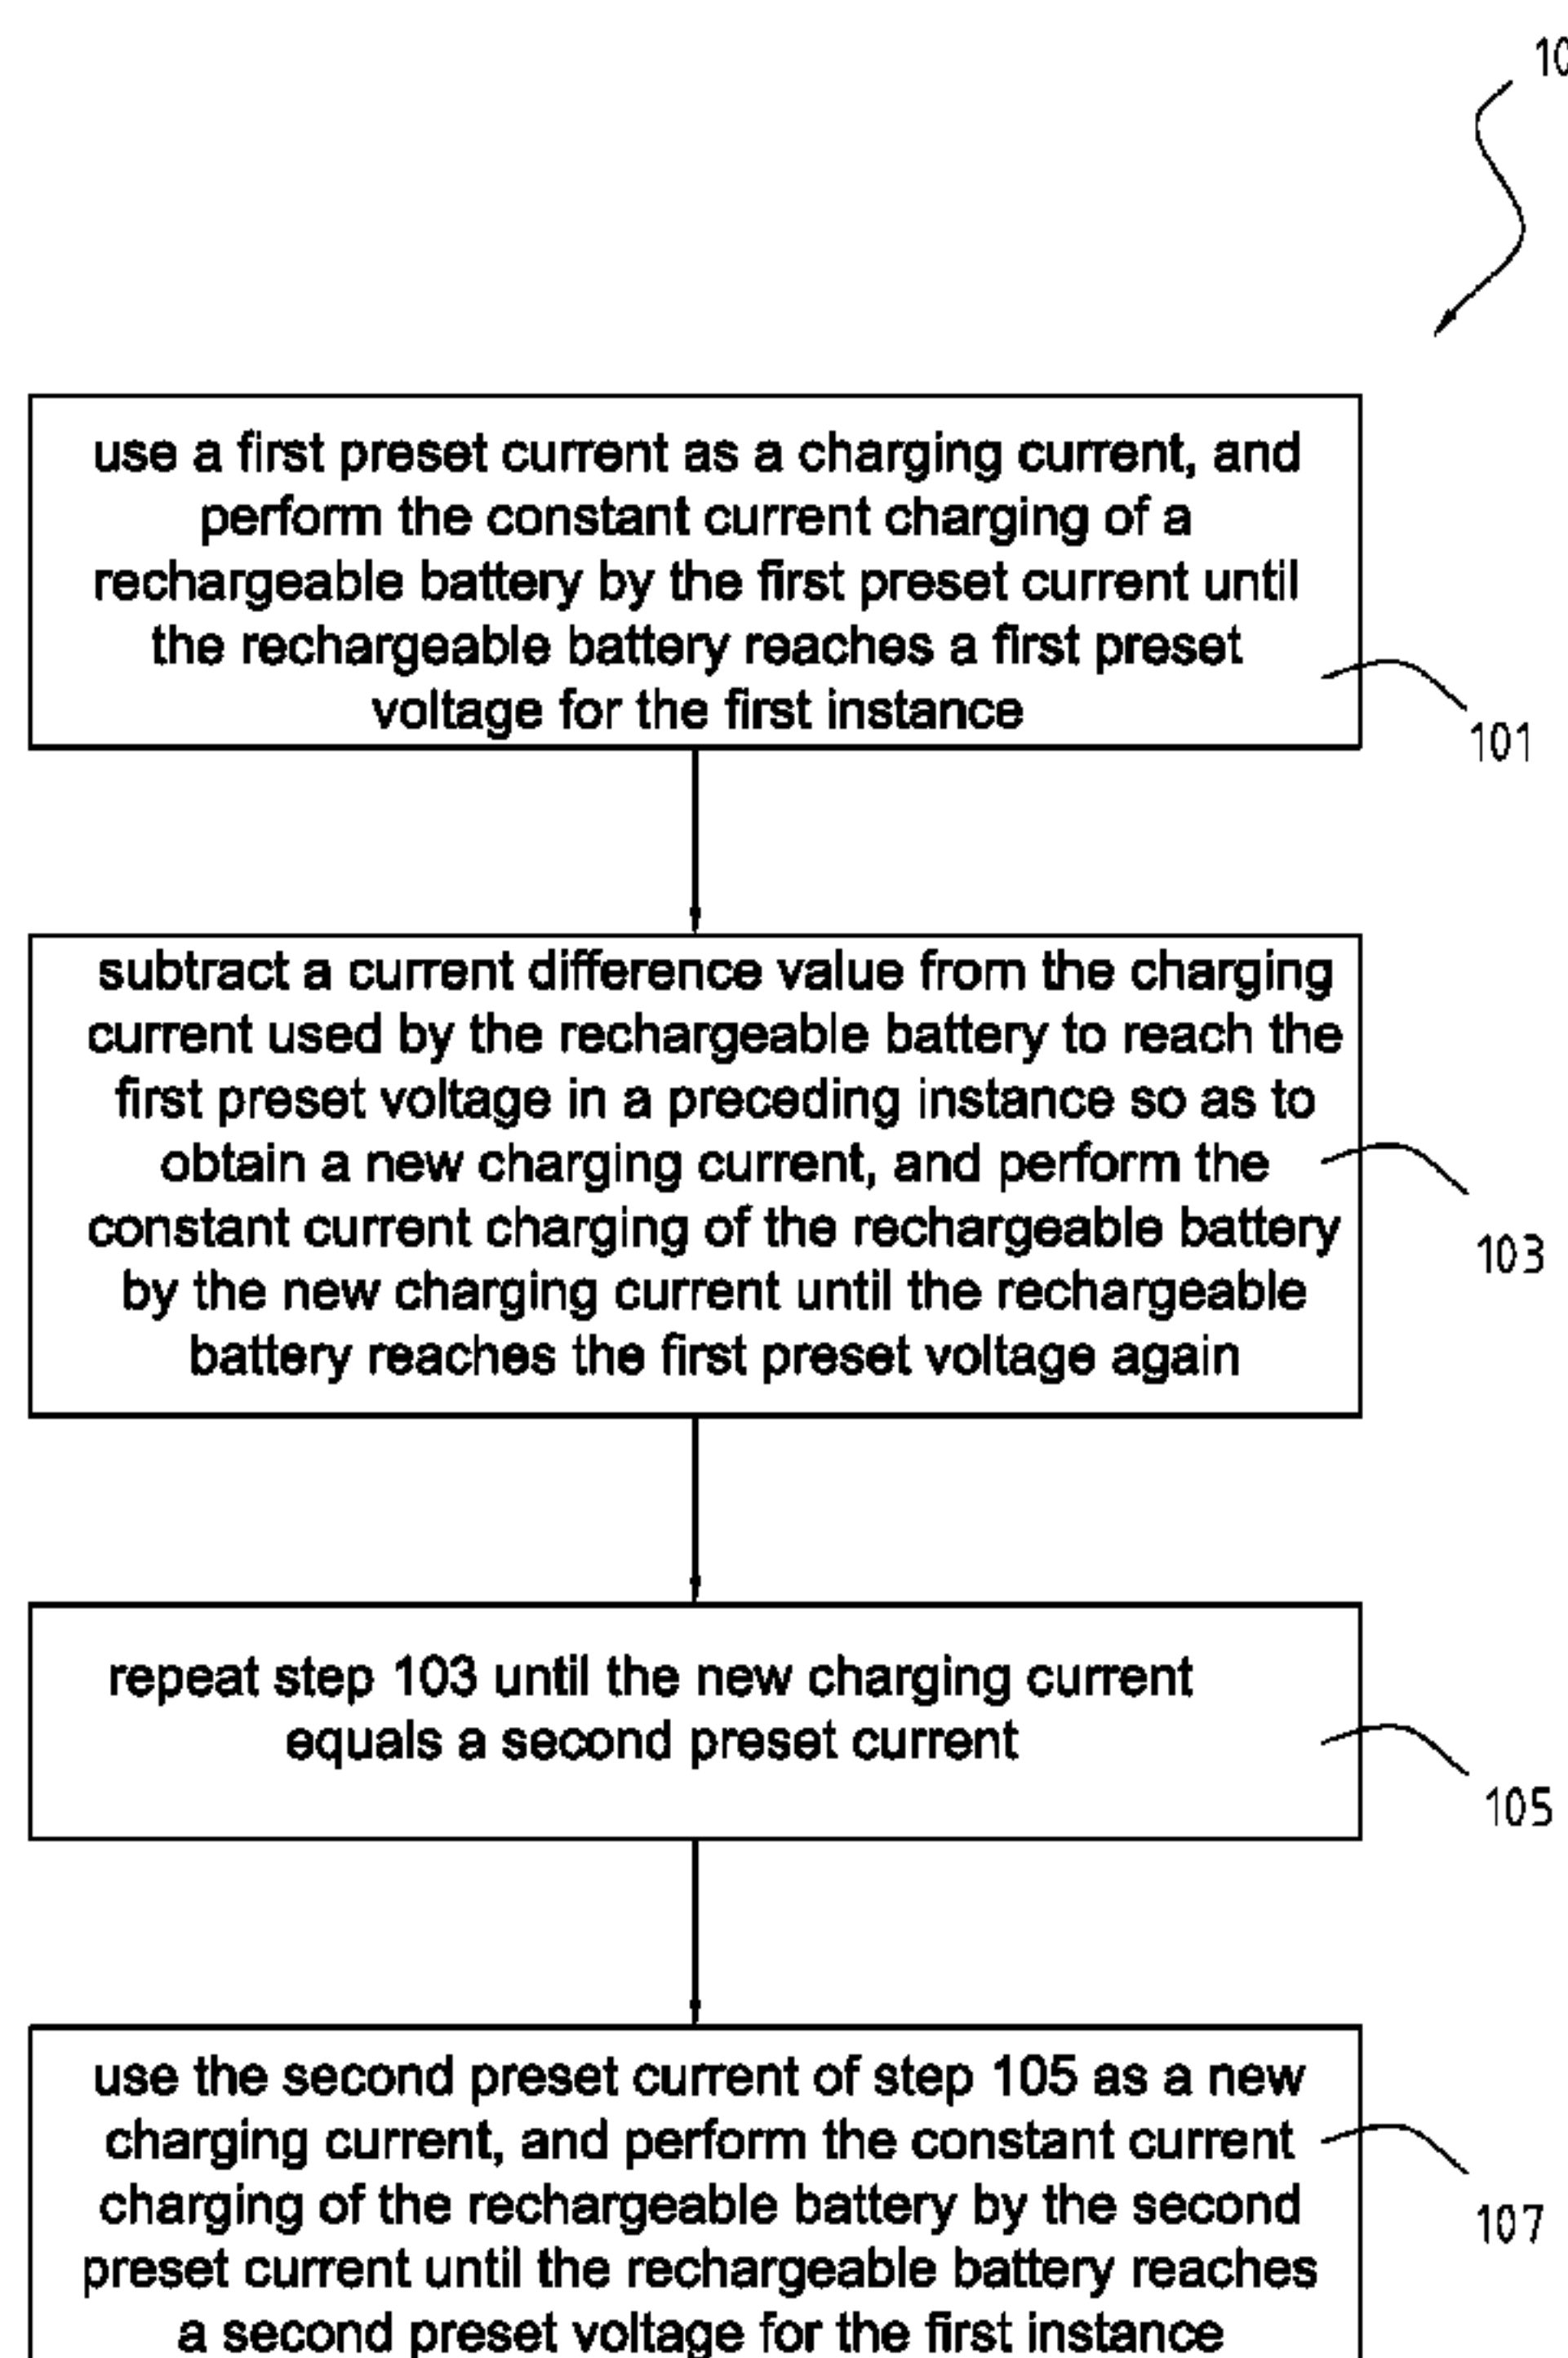 10
use a first preset current as a charging current, and
perform the constant current charging of a
rechargeable battery by the first preset current until
the rechargeable battery reaches a first preset
voltage for the first instance
101
subtract a current difference value from the charging
current used by the rechargeable battery to reach the
first preset voltage in a preceding instance so as to
obtain a new charging current, and perform the
constant current charging of the rechargeable battery
by the new charging current until the rechargeable
battery reaches the first preset voltage again
103
repeat step 103 until the new charging current
equals a second preset current
105
use the second preset current of step 105 as a new
charging current, and perform the constant current
charging of the rechargeable battery by the second
preset current until the rechargeable battery reaches
a second preset voltage for the first instance
107